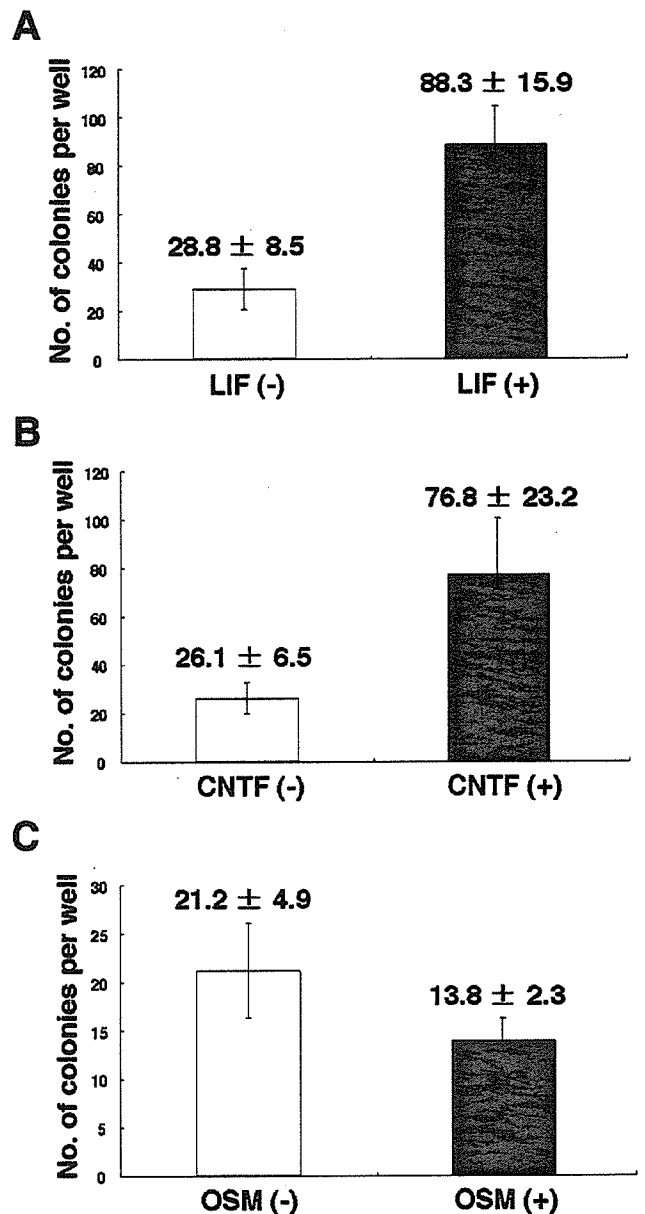 A
No. of colonies per well
120
100
80
60
40
20
0
28.8 ± 8.5
88.3 ± 15.9
LIF (-)
LIF (+)
B
No. of colonies per well
120
100
80
60
40
20
0
26.1 ± 6.5
76.8 ± 23.2
CNTF (-)
CNTF (+)
C
No. of colonies per well
30
25
20
15
10
5
0
21.2 ± 4.9
13.8 ± 2.3
OSM (-)
OSM (+)